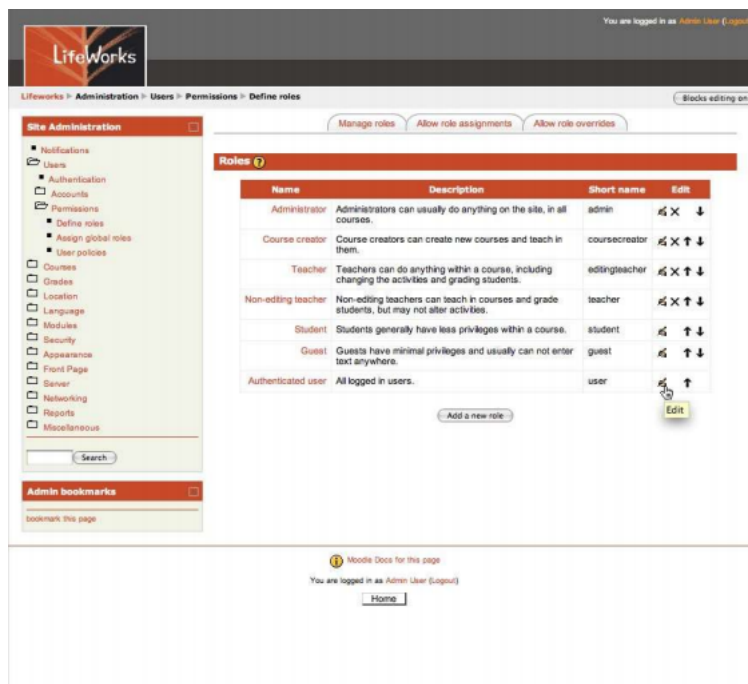 You are logged in as Admin User (Logout
LifeWorks
Lifeworks ▶ Administration ▶ Users ▶ Permissions ▶ Define roles
Blocks editing on
Site Administration
Notifications
Users
Authentication
Accounts
Permissions
Define roles
Assign global roles
User policies
Courses
Grades
Location
Language
Modules
Security
Appearance
Front Page
Server
Networking
Reports
Miscellaneous
Search
Admin bookmarks
bookmark this page
Manage roles Allow role assignments Allow role overrides
Roles ?
Name Description Short name Edit
Administrator Administrators can usually do anything on the site, in all admin
courses.
Course creator Course creators can create new courses and teach in coursecreator
them.
Teacher Teachers can do anything within a course, including editingteacher
changing the activities and grading students.
Non-editing teacher Non-editing teachers can teach in courses and grade teacher
students, but may not alter activities.
Student Students generally have less privileges within a course. student
Guest Guests have minimal privileges and usually can not enter guest
text anywhere.
Authenticated user All logged in users. user
Edit
Add a new role
Moodle Docs for this page
You are logged in as Admin User (Logout)
Home